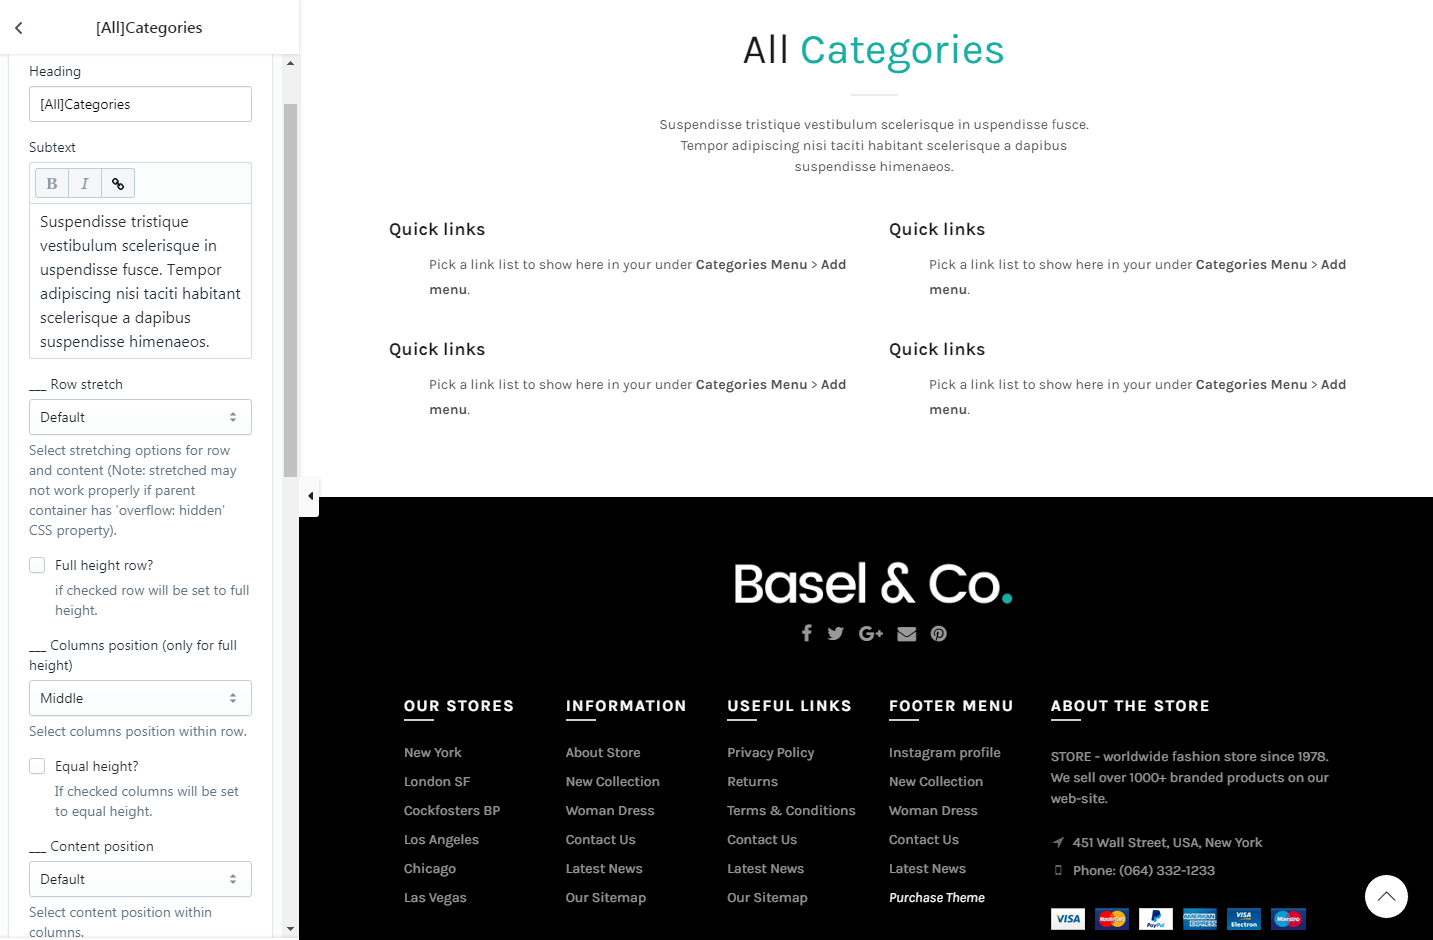 [All]Categories
Heading
[All]Categories
Subtext
B I
Suspendisse tristique
vestibulum scelerisque in
uspendisse fusce. Tempor
adipiscing nisi taciti habitant
scelerisque a dapibus
suspendisse himenaeos.
___ Row stretch
Default
Select stretching options for row
and content (Note: stretched may
not work properly if parent
container has 'overflow: hidden'
CSS property).
Full height row?
if checked row will be set to full
height.
___ Columns position (only for full
height)
Middle
Select columns position within row.
Equal height?
If checked columns will be set
to equal height.
___ Content position
Default
Select content position within
columns.
All Categories
Suspendisse tristique vestibulum scelerisque in uspendisse fusce.
Tempor adipiscing nisi taciti habitant scelerisque a dapibus
suspendisse himenaeos.
Quick links
Pick a link list to show here in your under Categories Menu > Add
menu.
Quick links
Pick a link list to show here in your under Categories Menu > Add
menu.
Quick links
Pick a link list to show here in your under Categories Menu > Add
menu.
Quick links
Pick a link list to show here in your under Categories Menu > Add
menu.
Basel & Co.
OUR STORES
New York
London SF
Cockfosters BP
Los Angeles
Chicago
Las Vegas
INFORMATION
About Store
New Collection
Woman Dress
Contact Us
Latest News
Our Sitemap
USEFUL LINKS
Privacy Policy
Returns
Terms & Conditions
Contact Us
Latest News
Our Sitemap
FOOTER MENU
Instagram profile
New Collection
Woman Dress
Contact Us
Latest News
Purchase Theme
ABOUT THE STORE
STORE - worldwide fashion store since 1978.
We sell over 1000+ branded products on our
web-site.
451 Wall Street, USA, New York
Phone: (064) 332-1233
VISA MasterCard PayPal AMERICAN EXPRESS VISA Electron Maestro